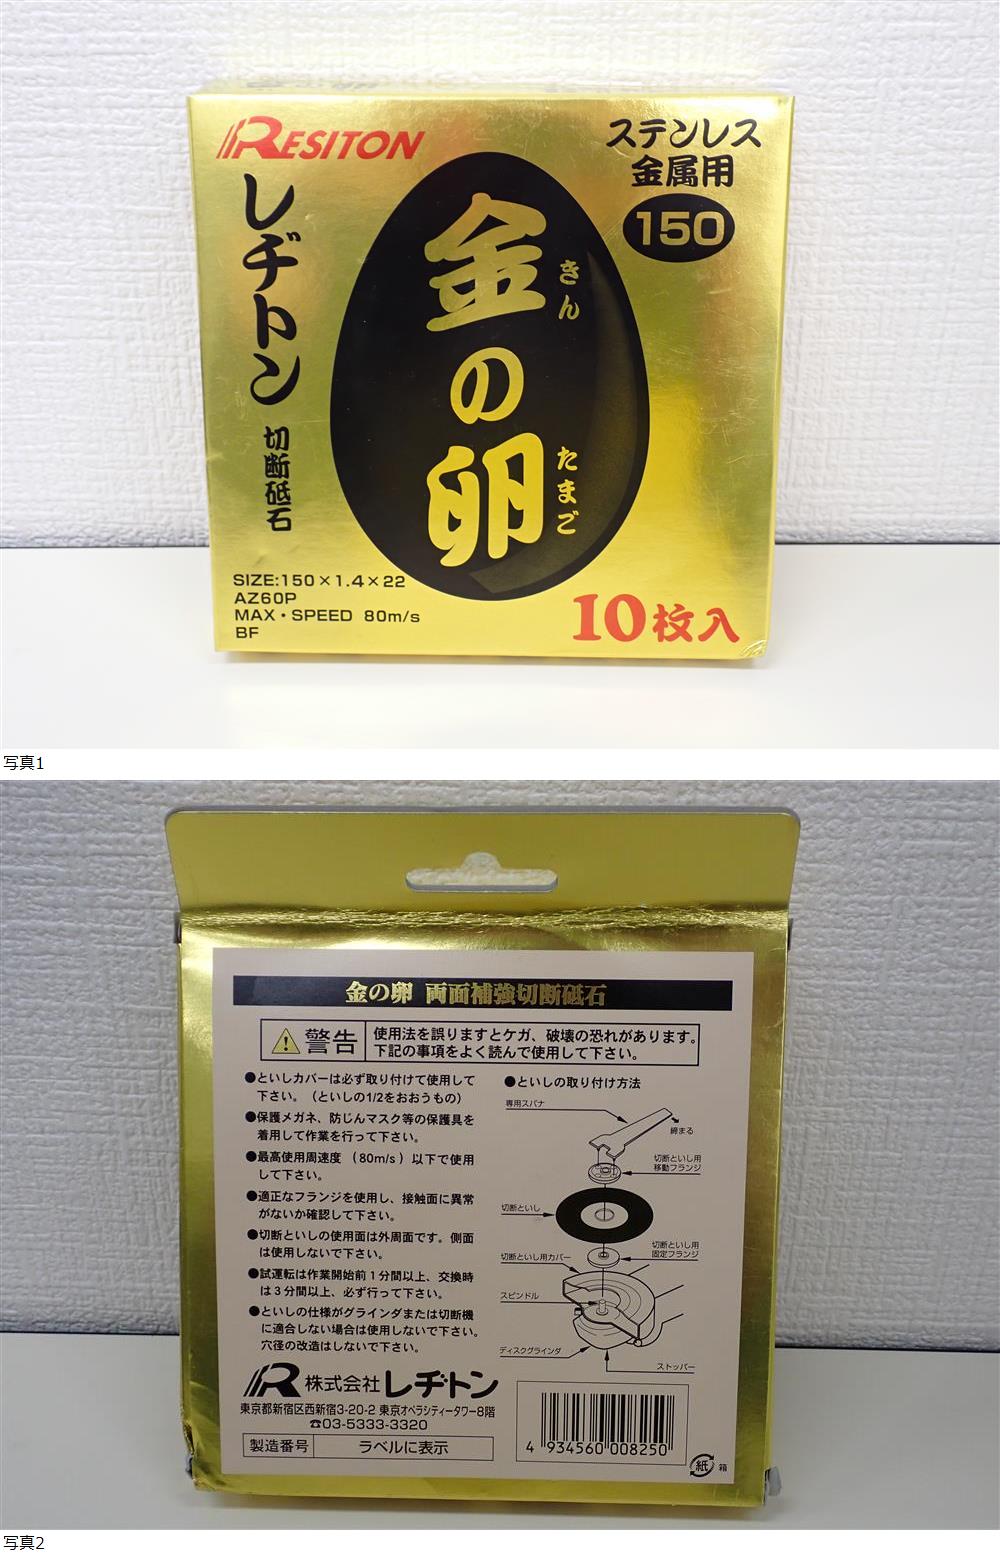 RESITON
レヂトン
切断砥石
金の卵
きん
たまご
ステンレス
金属用
150
SIZE:150×1.4×22
AZ60P
MAX・SPEED 80m/s
BF
10枚入
写真1
金の卵 両面補強切断砥石
警告
使用法を誤りますとケガ、破壊の恐れがあります。
下記の事項をよく読んで使用して下さい。
●といしカバーは必ず取り付けて使用して
下さい。(といしの1/2をおおうもの)
●保護メガネ、防じんマスク等の保護具を
着用して作業を行って下さい。
●最高使用周速度(80m/s)以下で使用
して下さい。
●適正なフランジを使用し、接触面に異常
がないか確認して下さい。
●切断といしの使用面は外周面です。側面
は使用しないで下さい。
●試運転は作業開始前1分間以上、交換時
は3分間以上、必ず行って下さい。
●といしの仕様がグラインダまたは切断機
に適合しない場合は使用しないで下さい。
穴径の改造はしないで下さい。
●といしの取り付け方法
専用スパナ
締まる
切断といし用
移動フランジ
切断といし
切断といし用
固定フランジ
切断といし用カバー
スピンドル
ディスクグラインダ
ストッパー
株式会社レヂトン
東京都新宿区西新宿3-20-2 東京オペラシティータワー8階
☎03-5333-3320
製造番号 ラベルに表示
4 934560 008250
紙 箱
写真2